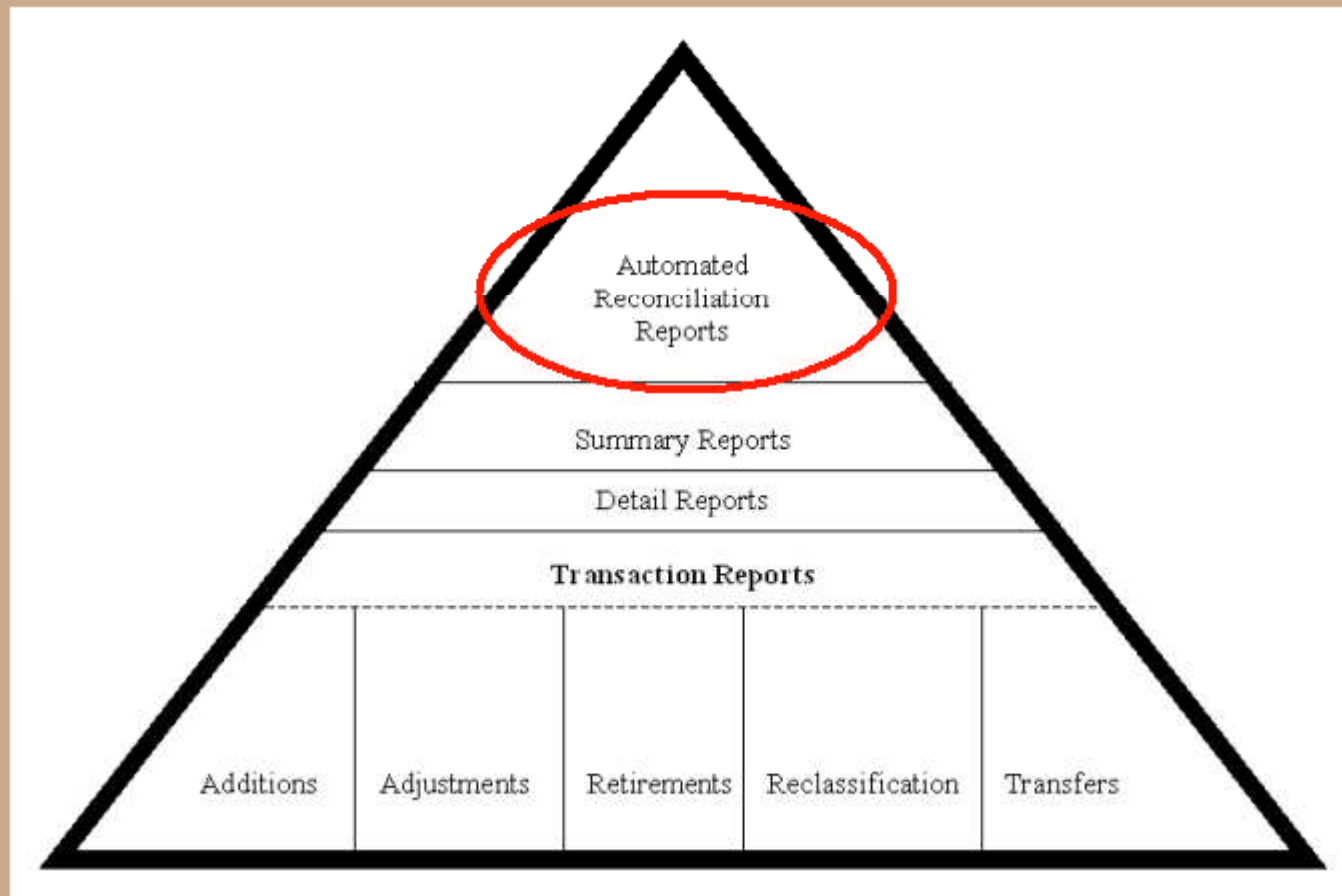 Automated
Reconciliation
Reports
Summary Reports
Detail Reports
Transaction Reports
Additions Adjustments Retirements Reclassification Transfers